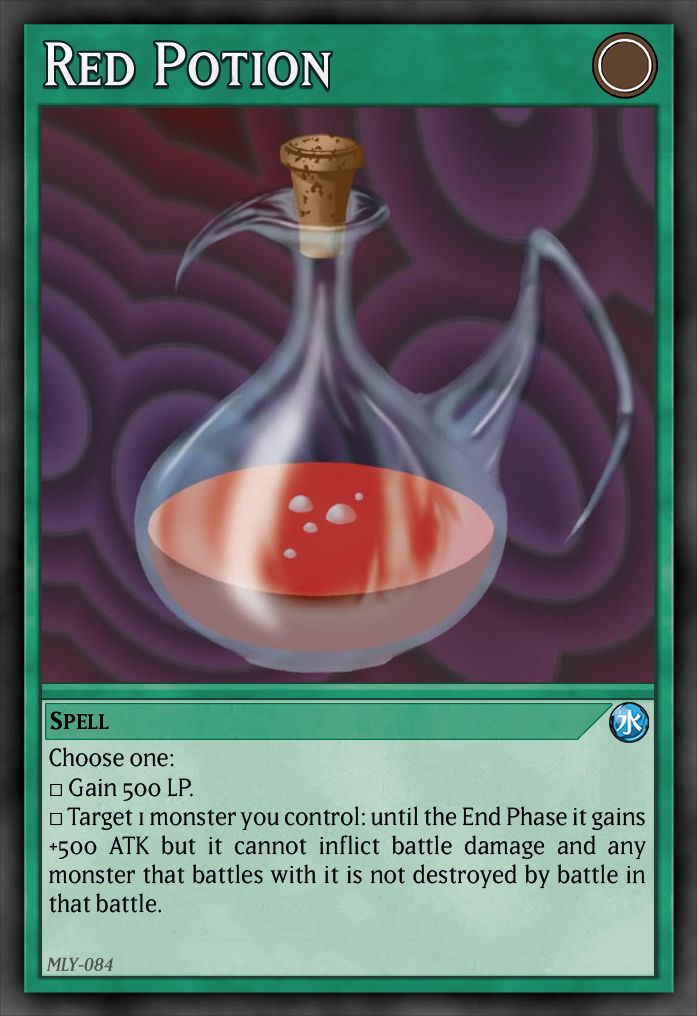 Red Potion
Spell
水
Choose one:
□ Gain 500 LP.
□ Target 1 monster you control: until the End Phase it gains
+500 ATK but it cannot inflict battle damage and any
monster that battles with it is not destroyed by battle in
that battle.
MLY-084